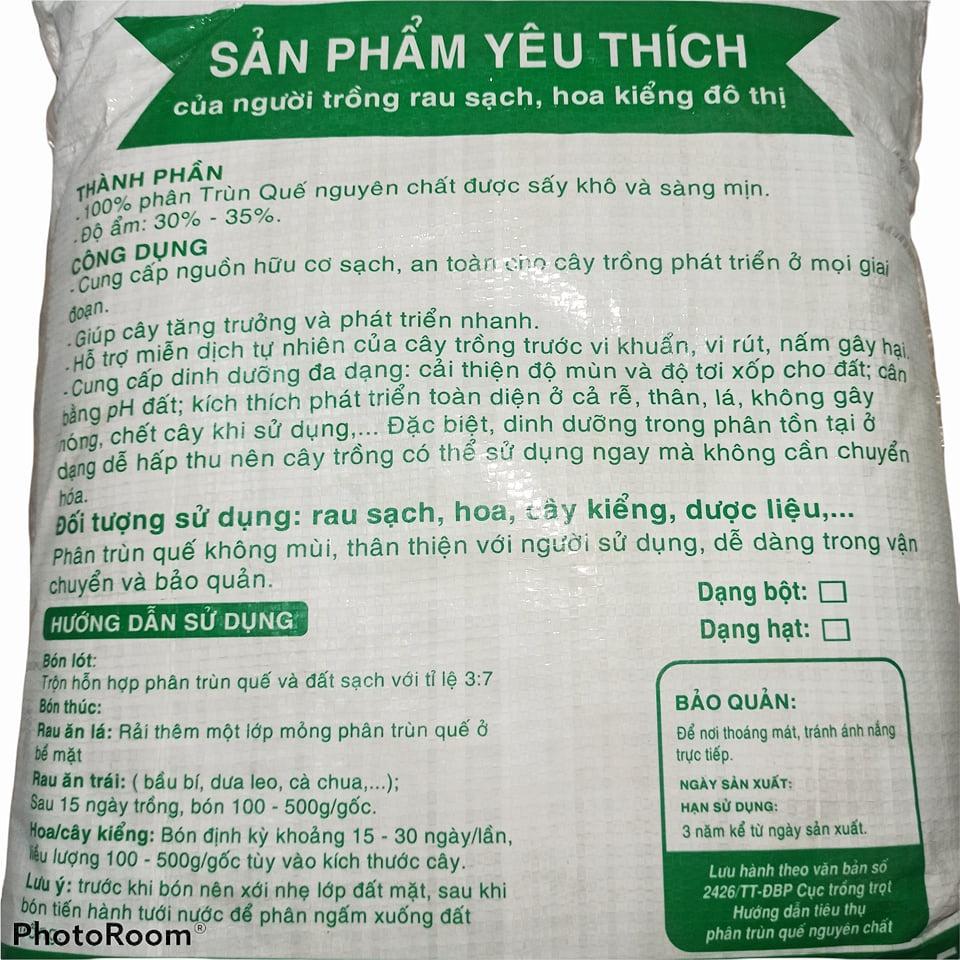 SẢN PHẨM YÊU THÍCH
của người trồng rau sạch, hoa kiểng đô thị
THÀNH PHẦN
-100% phân Trùn Quế nguyên chất được sấy khô và sàng mịn.
-Độ ẩm: 30% - 35%.
CÔNG DỤNG
-Cung cấp nguồn hữu cơ sạch, an toàn cho cây trồng phát triển ở mọi giai
đoạn.
-Giúp cây tăng trưởng và phát triển nhanh.
-Hỗ trợ miễn dịch tự nhiên của cây trồng trước vi khuẩn, vi rút, nấm gây hại.
-Cung cấp dinh dưỡng đa dạng: cải thiện độ mùn và độ tơi xốp cho đất; cân
bằng pH đất; kích thích phát triển toàn diện ở cả rễ, thân, lá, không gây
nóng, chết cây khi sử dụng,... Đặc biệt, dinh dưỡng trong phân tồn tại ở
dạng dễ hấp thu nên cây trồng có thể sử dụng ngay mà không cần chuyển
hóa.
Đối tượng sử dụng: rau sạch, hoa, cây kiểng, dược liệu,...
Phân trùn quế không mùi, thân thiện với người sử dụng, dễ dàng trong vận
chuyển và bảo quản.
Dạng bột:
Dạng hạt:
HƯỚNG DẪN SỬ DỤNG
Bón lót:
Trộn hỗn hợp phân trùn quế và đất sạch với tỉ lệ 3:7
Bón thúc:
Rau ăn lá: Rải thêm một lớp mỏng phân trùn quế ở
bề mặt
Rau ăn trái: ( bầu bí, dưa leo, cà chua,...);
Sau 15 ngày trồng, bón 100 - 500g/gốc.
Hoa/cây kiểng: Bón định kỳ khoảng 15 - 30 ngày/lần,
liều lượng 100 - 500g/gốc tùy vào kích thước cây.
Lưu ý: trước khi bón nên xới nhẹ lớp đất mặt, sau khi
bón tiến hành tưới nước để phân ngấm xuống đất
PhotoRoom®
BẢO QUẢN:
Để nơi thoáng mát, tránh ánh nắng
trực tiếp.
NGÀY SẢN XUẤT:
HẠN SỬ DỤNG:
3 năm kể từ ngày sản xuất.
Lưu hành theo văn bản số
2426/TT-ĐBP Cục trồng trọt
Hướng dẫn tiêu thụ
phân trùn quế nguyên chất